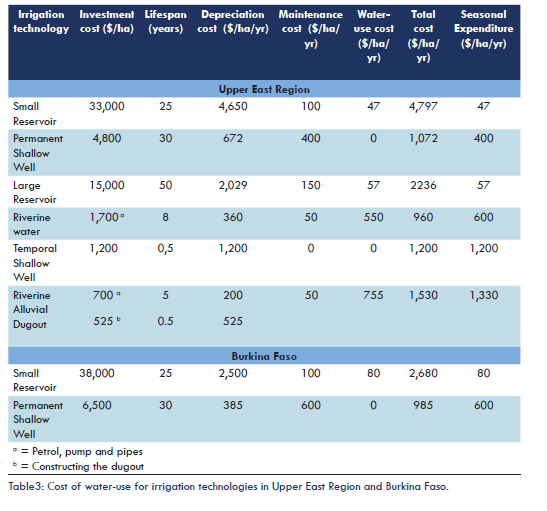 Irrigation technology Investment cost ($/ha) Lifespan (years) Depreciation cost ($/ha/yr) Maintenance cost ($/ha/yr) Water-use cost ($/ha/yr) Total cost ($/ha/yr) Seasonal Expenditure ($/ha/yr)
Upper East Region
Small Reservoir 33,000 25 4,650 100 47 4,797 47
Permanent Shallow Well 4,800 30 672 400 0 1,072 400
Large Reservoir 15,000 50 2,029 150 57 2236 57
Riverine water 1,700 a 8 360 50 550 960 600
Temporal Shallow Well 1,200 0,5 1,200 0 0 1,200 1,200
Riverine Alluvial Dugout 700 a 5 200 50 755 1,530 1,330
525 b 0.5 525
Burkina Faso
Small Reservoir 38,000 25 2,500 100 80 2,680 80
Permanent Shallow Well 6,500 30 385 600 0 985 600
a = Petrol, pump and pipes
b = Constructing the dugout
Table3: Cost of water-use for irrigation technologies in Upper East Region and Burkina Faso.